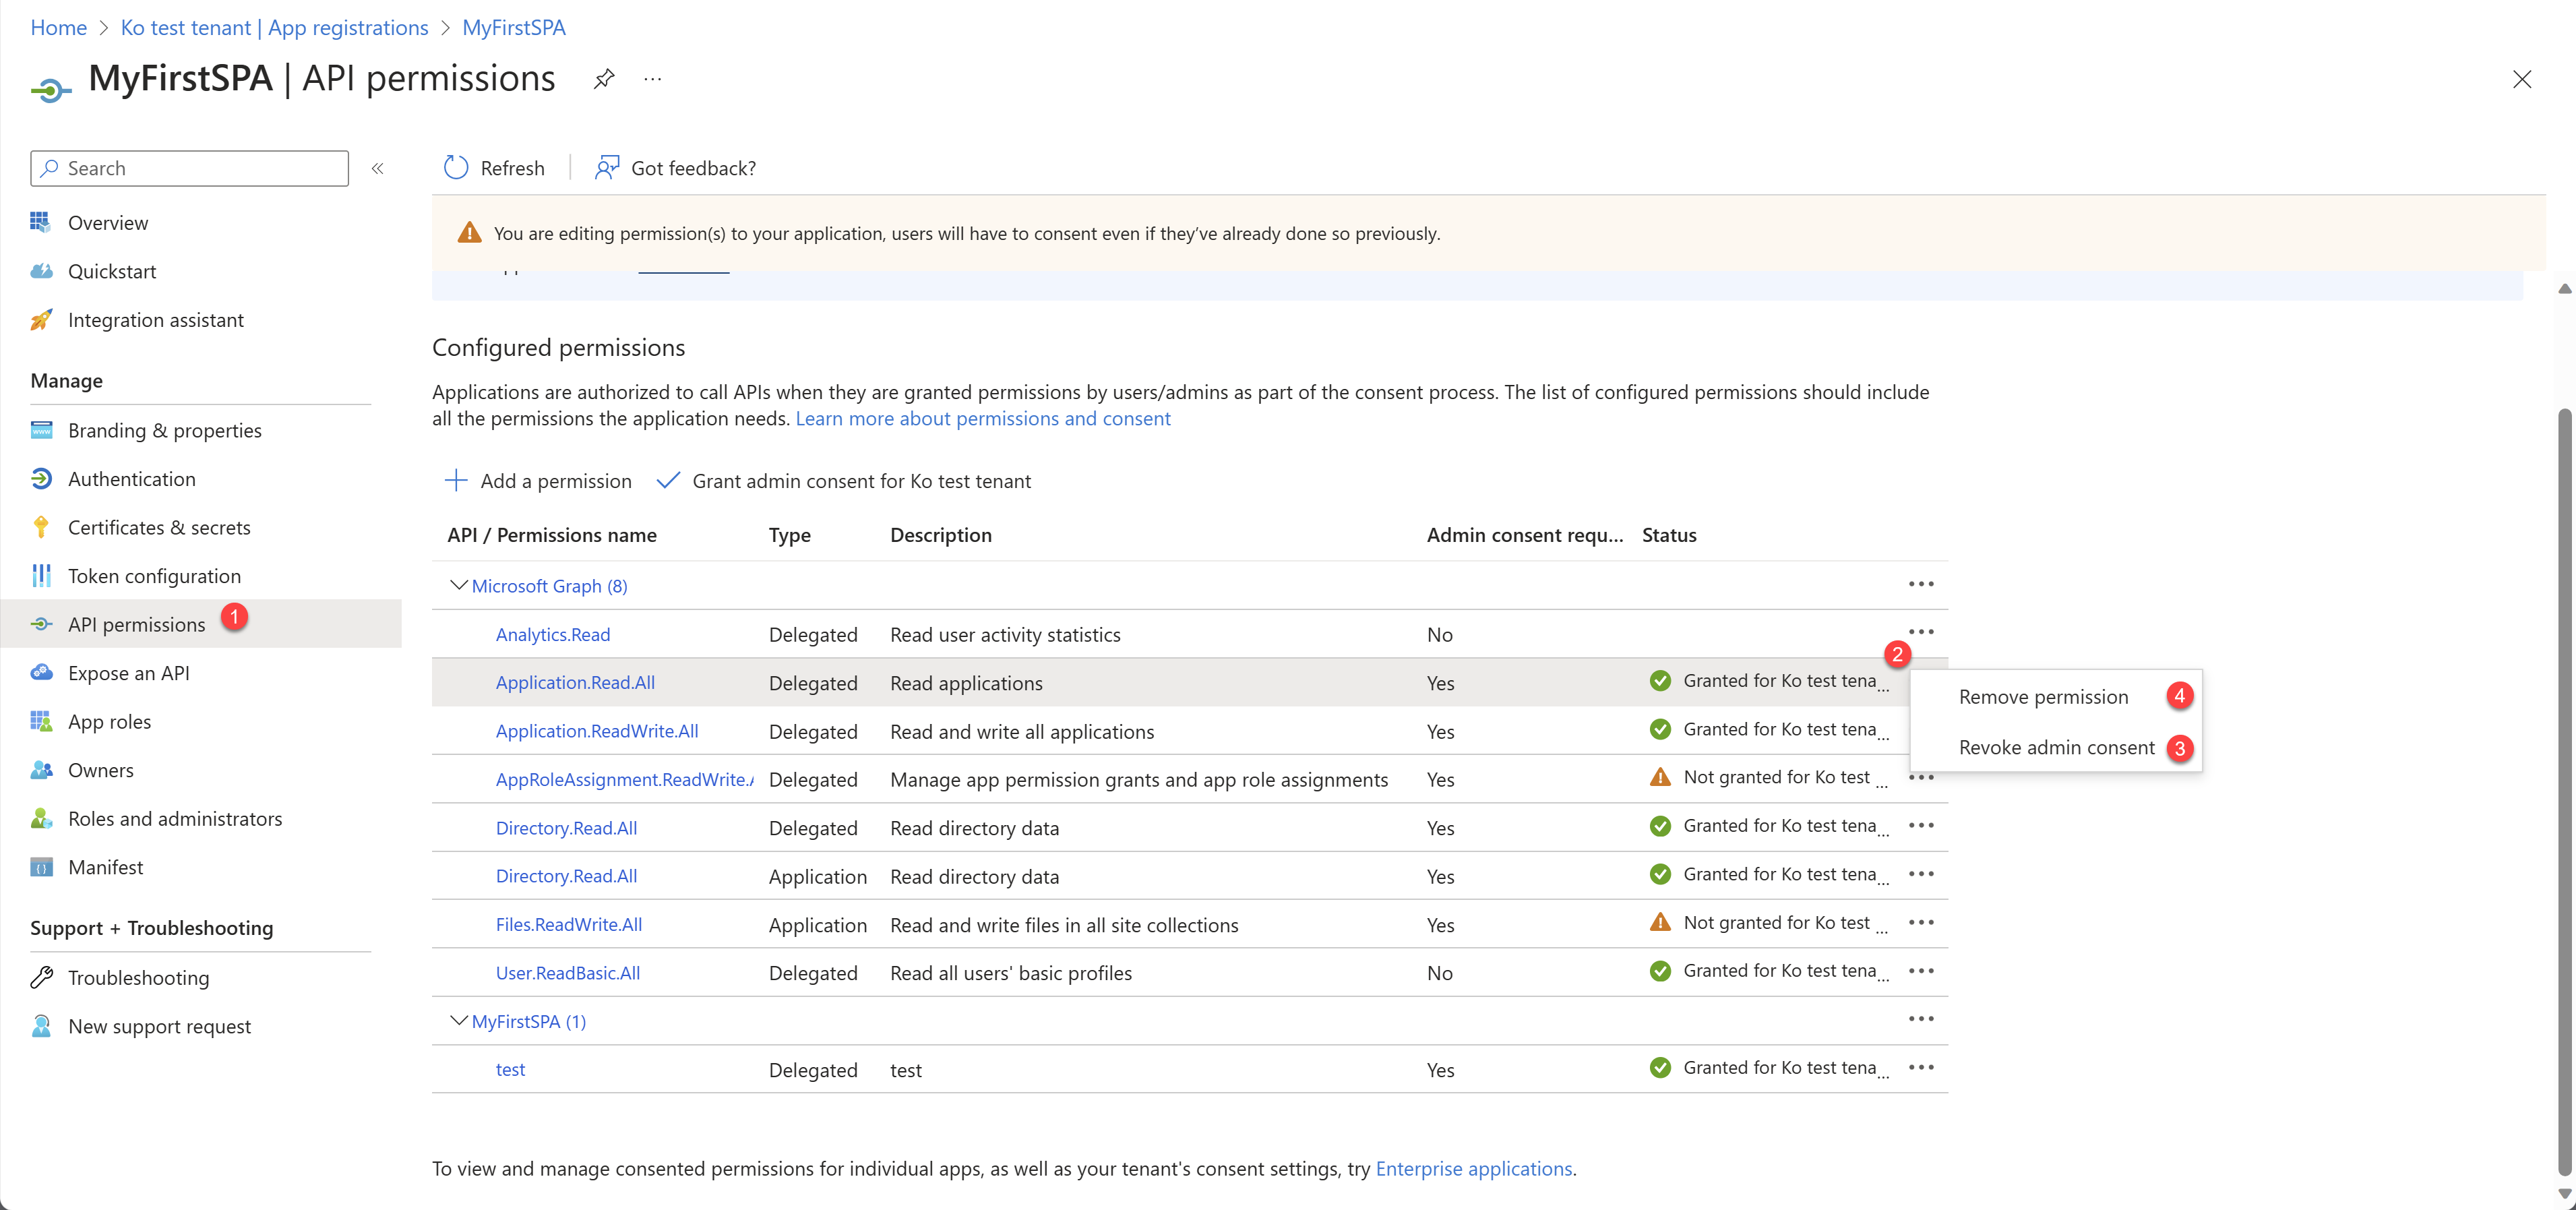 Home > Ko test tenant | App registrations > MyFirstSPA
MyFirstSPA | API permissions
Search
Refresh
Got feedback?
You are editing permission(s) to your application, users will have to consent even if they've already done so previously.
Overview
Quickstart
Integration assistant
Manage
Branding & properties
Authentication
Certificates & secrets
Token configuration
API permissions 1
Expose an API
App roles
Owners
Roles and administrators
Manifest
Support + Troubleshooting
Troubleshooting
New support request
Configured permissions
Applications are authorized to call APIs when they are granted permissions by users/admins as part of the consent process. The list of configured permissions should include
all the permissions the application needs. Learn more about permissions and consent
Add a permission Grant admin consent for Ko test tenant
API / Permissions name Type Description Admin consent requ... Status
Microsoft Graph (8)
Analytics.Read Delegated Read user activity statistics No
2
Application.Read.All Delegated Read applications Yes Granted for Ko test tena...
Application.ReadWrite.All Delegated Read and write all applications Yes Granted for Ko test tena...
AppRoleAssignment.ReadWrite. Delegated Manage app permission grants and app role assignments Yes Not granted for Ko test ...
Directory.Read.All Delegated Read directory data Yes Granted for Ko test tena...
Directory.Read.All Application Read directory data Yes Granted for Ko test tena...
Files.ReadWrite.All Application Read and write files in all site collections Yes Not granted for Ko test ...
User.ReadBasic.All Delegated Read all users' basic profiles No Granted for Ko test tena...
MyFirstSPA (1)
test Delegated test Yes Granted for Ko test tena...
Remove permission 4
Revoke admin consent 3
To view and manage consented permissions for individual apps, as well as your tenant's consent settings, try Enterprise applications.